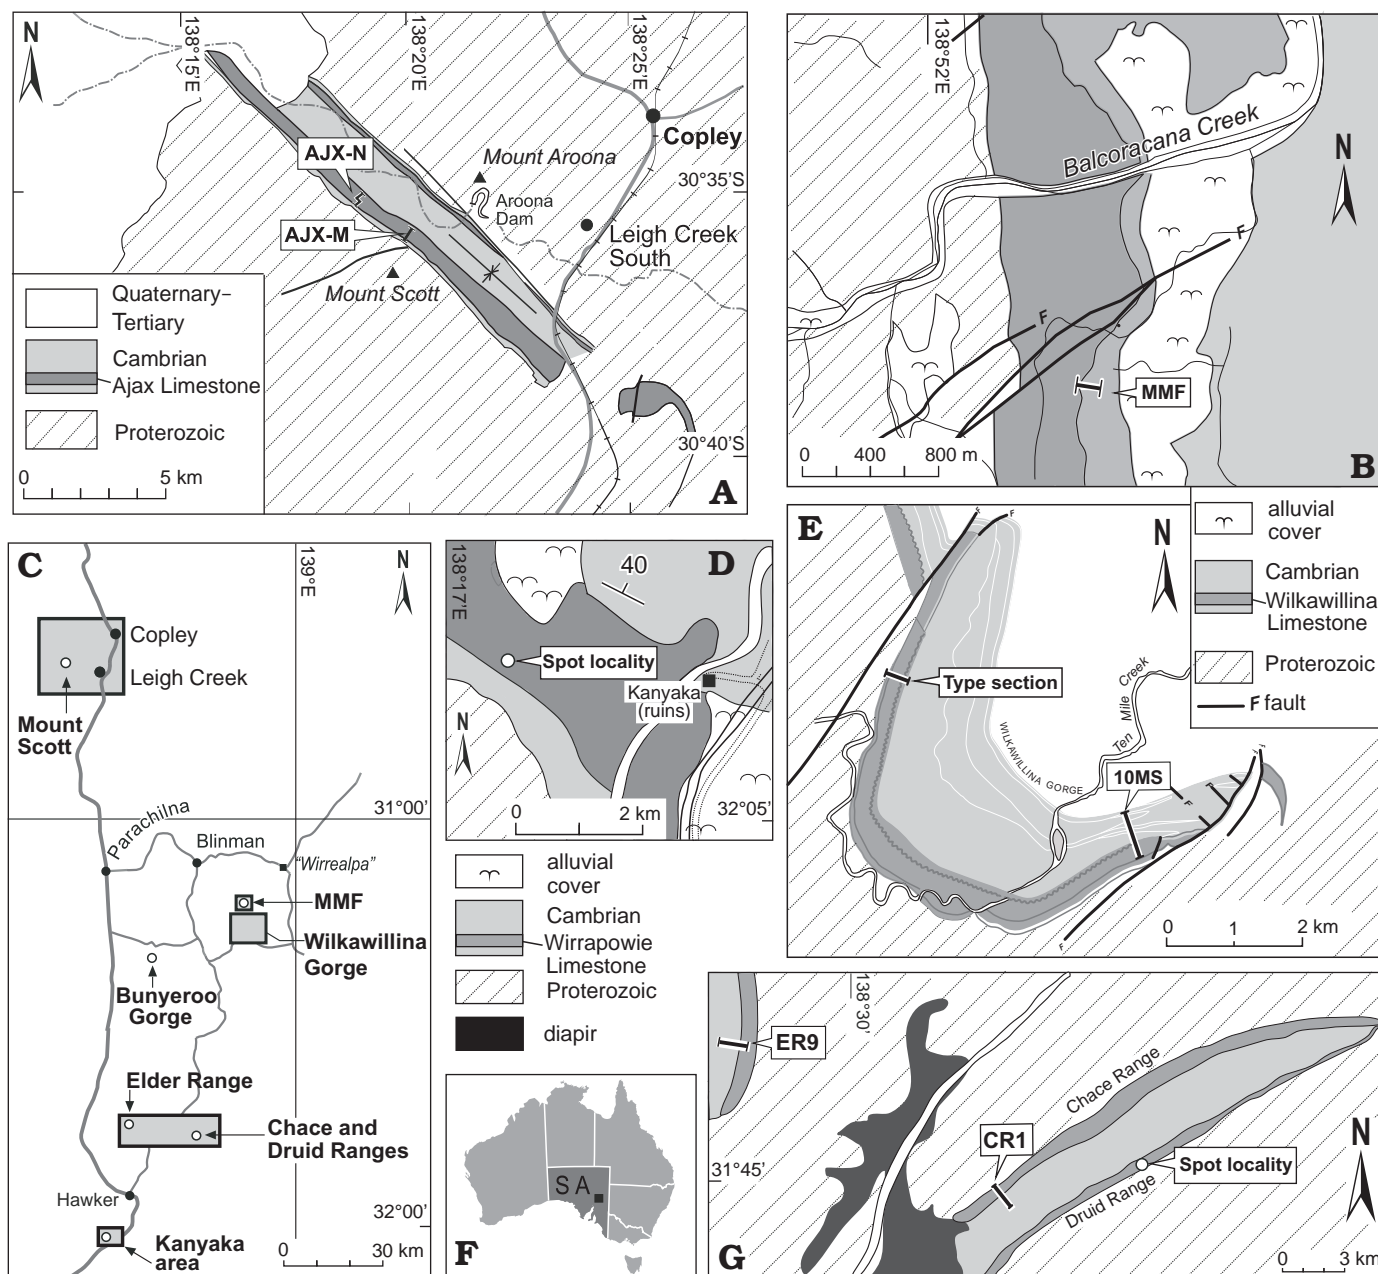 N
138°15'E
138°20'E
138°25'E
A
AJX-N
AJX-M
Copley
Mount Aroona
30°35'S
Aroona
Dam
Leigh Creek
South
Mount Scott
Quaternary–
Tertiary
Cambrian
Ajax Limestone
Proterozoic
0 5 km
30°40'S
138°52'E
Balcoracana Creek
N
F
F
MMF
0 400 800 m
B
C
139°E
N
Copley
Leigh Creek
Mount
Scott
31°00'
Parachilna
Blinman
"Wirrealpa"
MMF
Wilkawillina
Gorge
Bunyeroo
Gorge
Elder Range
Chace and
Druid Ranges
Hawker
32°00'
Kanyaka
area
0 30 km
138°17'E
40
D
Spot locality
Kanyaka
(ruins)
N
0 2 km
32°05'
alluvial
cover
Cambrian
Wirrapowie
Limestone
Proterozoic
diapir
E
F
F
N
Type section
WILKAWILLINA GORGE
Ten Mile Creek
10MS
F
F
F
F
F
0 1 2 km
alluvial
cover
Cambrian
Wilkawillina
Limestone
Proterozoic
F fault
SA
F
138°30'
ER9
Chace Range
CR1
N
31°45'
Spot locality
Druid Range
G
0 3 km